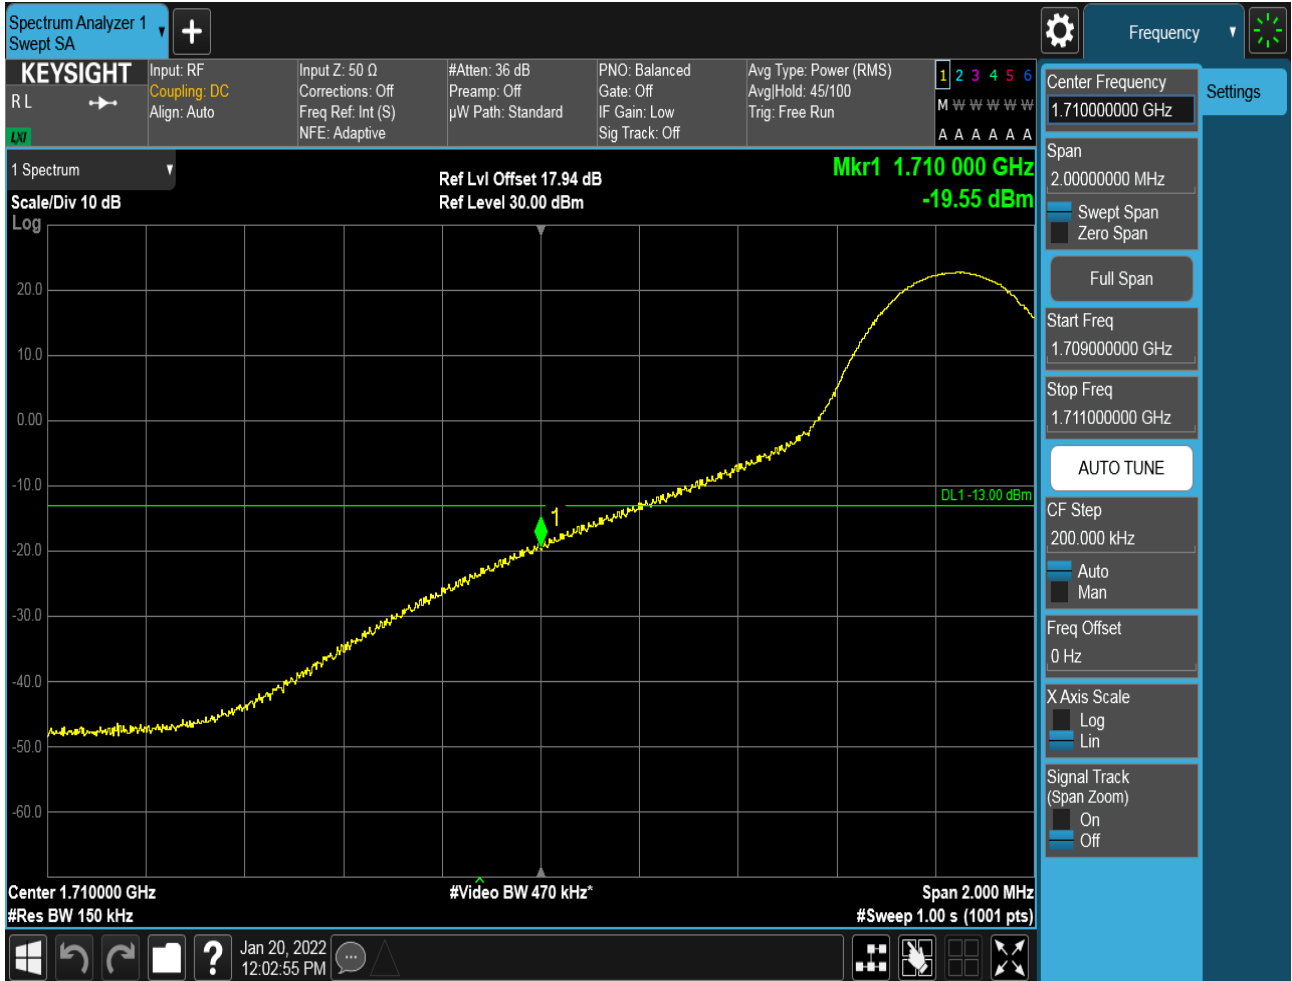 Spectrum Analyzer 1
Swept SA
Frequency
KEYSIGHT
R L
LXI
Input: RF
Coupling: DC
Align: Auto
Input Z: 50 Ω
Corrections: Off
Freq Ref: Int (S)
NFE: Adaptive
#Atten: 36 dB
Preamp: Off
µW Path: Standard
PNO: Balanced
Gate: Off
IF Gain: Low
Sig Track: Off
Avg Type: Power (RMS)
Avg|Hold: 45/100
Trig: Free Run
1 2 3 4 5 6
M W W W W W
A A A A A A
1 Spectrum
Scale/Div 10 dB
Log
Ref Lvl Offset 17.94 dB
Ref Level 30.00 dBm
Mkr1 1.710 000 GHz
-19.55 dBm
20.0
10.0
0.00
-10.0
-20.0
-30.0
-40.0
-50.0
-60.0
DL1 -13.00 dBm
1
Center 1.710000 GHz
#Res BW 150 kHz
#Video BW 470 kHz*
Span 2.000 MHz
#Sweep 1.00 s (1001 pts)
?
Jan 20, 2022
12:02:55 PM
Center Frequency
1.710000000 GHz
Settings
Span
2.00000000 MHz
Swept Span
Zero Span
Full Span
Start Freq
1.709000000 GHz
Stop Freq
1.711000000 GHz
AUTO TUNE
CF Step
200.000 kHz
Auto
Man
Freq Offset
0 Hz
X Axis Scale
Log
Lin
Signal Track
(Span Zoom)
On
Off